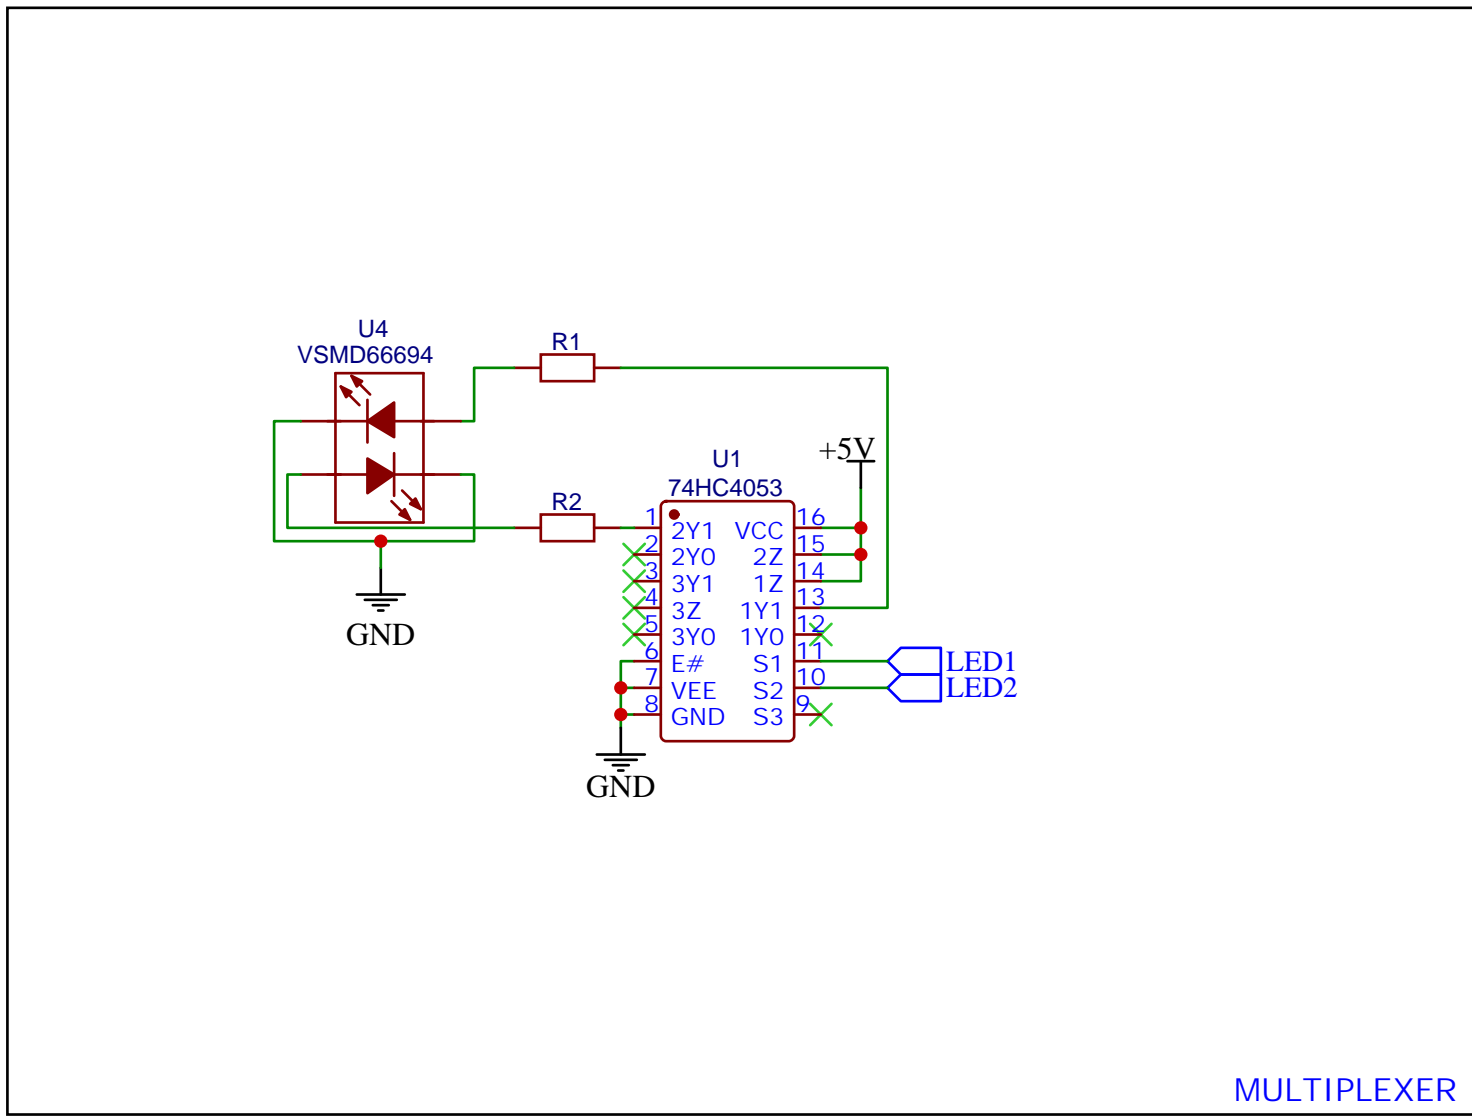 U4
VSMD66694
R1
+5V
U1
74HC4053
R2
1 2Y1 VCC 16
2 2Y0 2Z 15
3 3Y1 1Z 14
4 3Z 1Y1 13
5 3Y0 1Y0 12
6 E# S1 11
7 VEE S2 10
8 GND S3 9
LED1
LED2
GND
GND
MULTIPLEXER